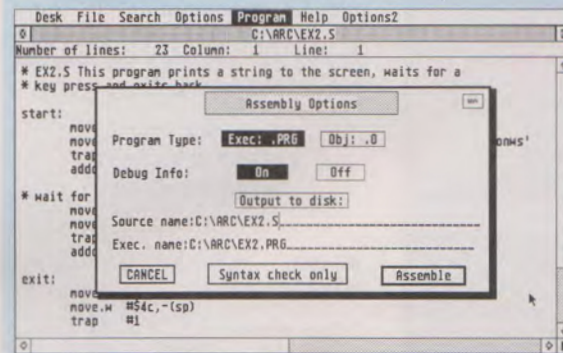 Desk File Search Options Program Help Options2
C:\ARC\EX2.S
Number of lines: 23 Column: 1 Line: 1
* EX2.S This program prints a string to the screen, waits for a
* key press and exits back
Assembly Options
start:
move
Program Type: Exec: .PRG Obj: .O
move
onws'
trap
addq
Debug Info: On Off
Output to disk:
* wait for
move
Source name:C:\ARC\EX2.S
move
trap
Exec. name:C:\ARC\EX2.PRG
addq
CANCEL Syntax check only Assemble
exit:
move
move.w #$4c,-(sp)
trap #1